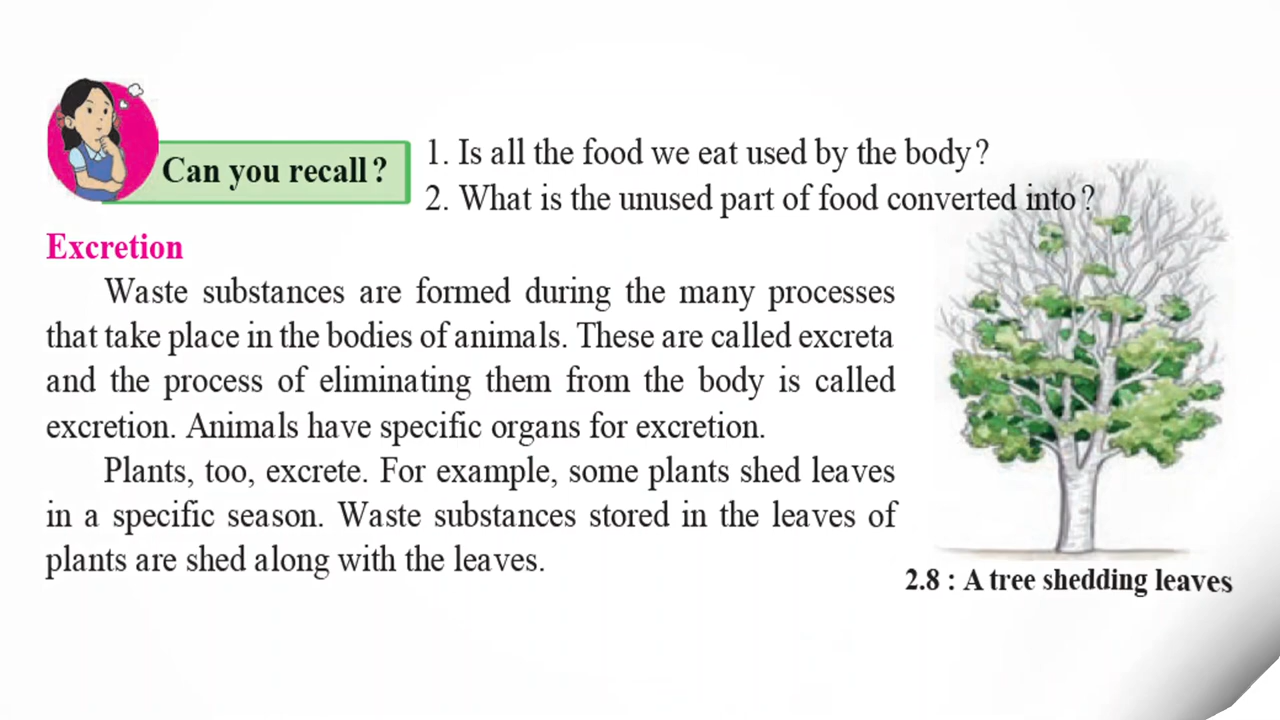 Can you recall?
1. Is all the food we eat used by the body?
2. What is the unused part of food converted into?
Excretion
Waste substances are formed during the many processes
that take place in the bodies of animals. These are called excreta
and the process of eliminating them from the body is called
excretion. Animals have specific organs for excretion.
Plants, too, excrete. For example, some plants shed leaves
in a specific season. Waste substances stored in the leaves of
plants are shed along with the leaves.
2.8 : A tree shedding leaves